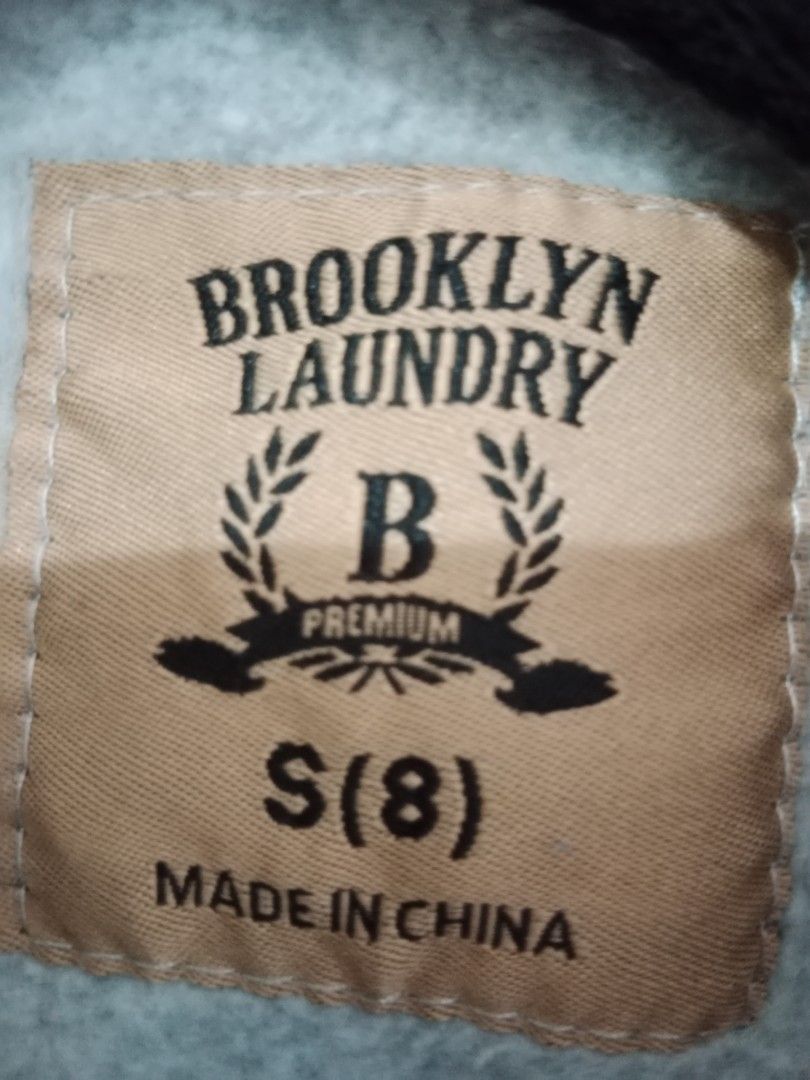 BROOKLYN
LAUNDRY
B
PREMIUM
S(8)
MADE IN CHINA